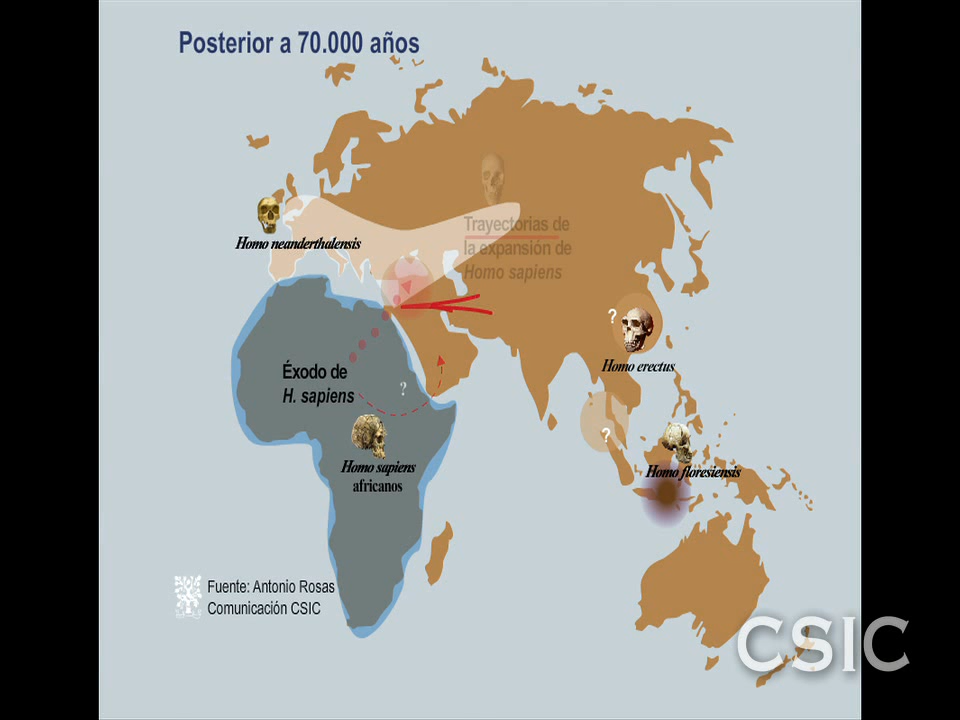 Posterior a 70.000 años
Trayectorias de
la expansión de
Homo sapiens
Homo neanderthalensis
?
Homo erectus
Éxodo de
H. sapiens
?
?
Homo sapiens
africanos
Homo floresiensis
Fuente: Antonio Rosas
Comunicación CSIC
CSIC